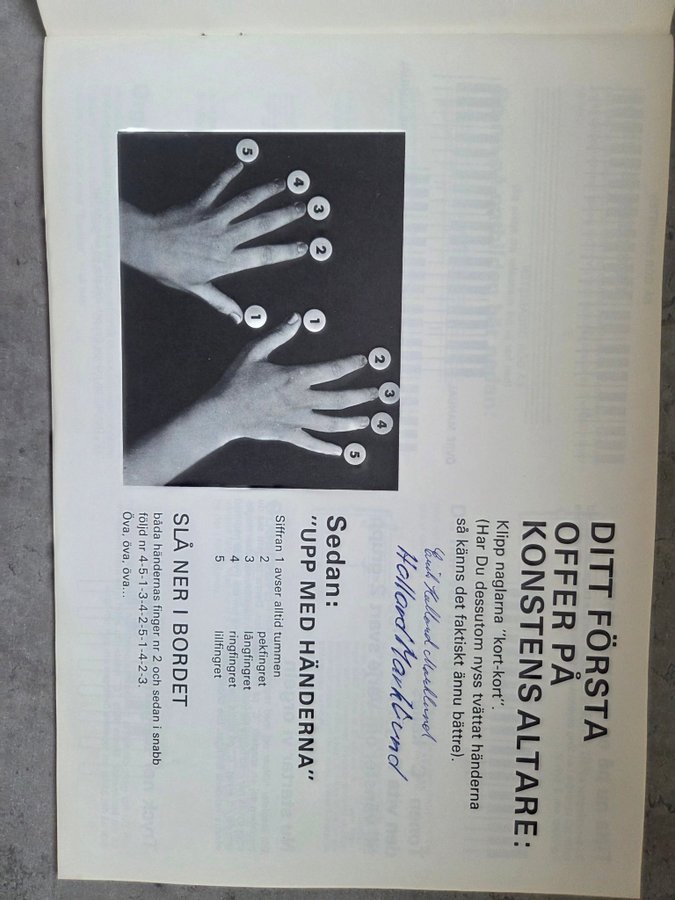 DITT FÖRSTA
OFFER PÅ
KONSTENS ALTARE:
Klipp naglarna "kort-kort".
(Har Du dessutom nyss tvättat händerna
så känns det faktiskt ännu bättre).
Holland Marklund
Holland Marklund
5
4
3
2
1
1
2
3
4
5
Sedan:
"UPP MED HÄNDERNA"
Siffran 1 avser alltid tummen
2 pekfingret
3 långfingret
4 ringfingret
5 lillfingret
SLÅ NER I BORDET
båda händernas finger nr 2 och sedan i snabb
följd nr 4-5-1-3-4-2-5-1-4-2-3.
Öva, öva, öva...